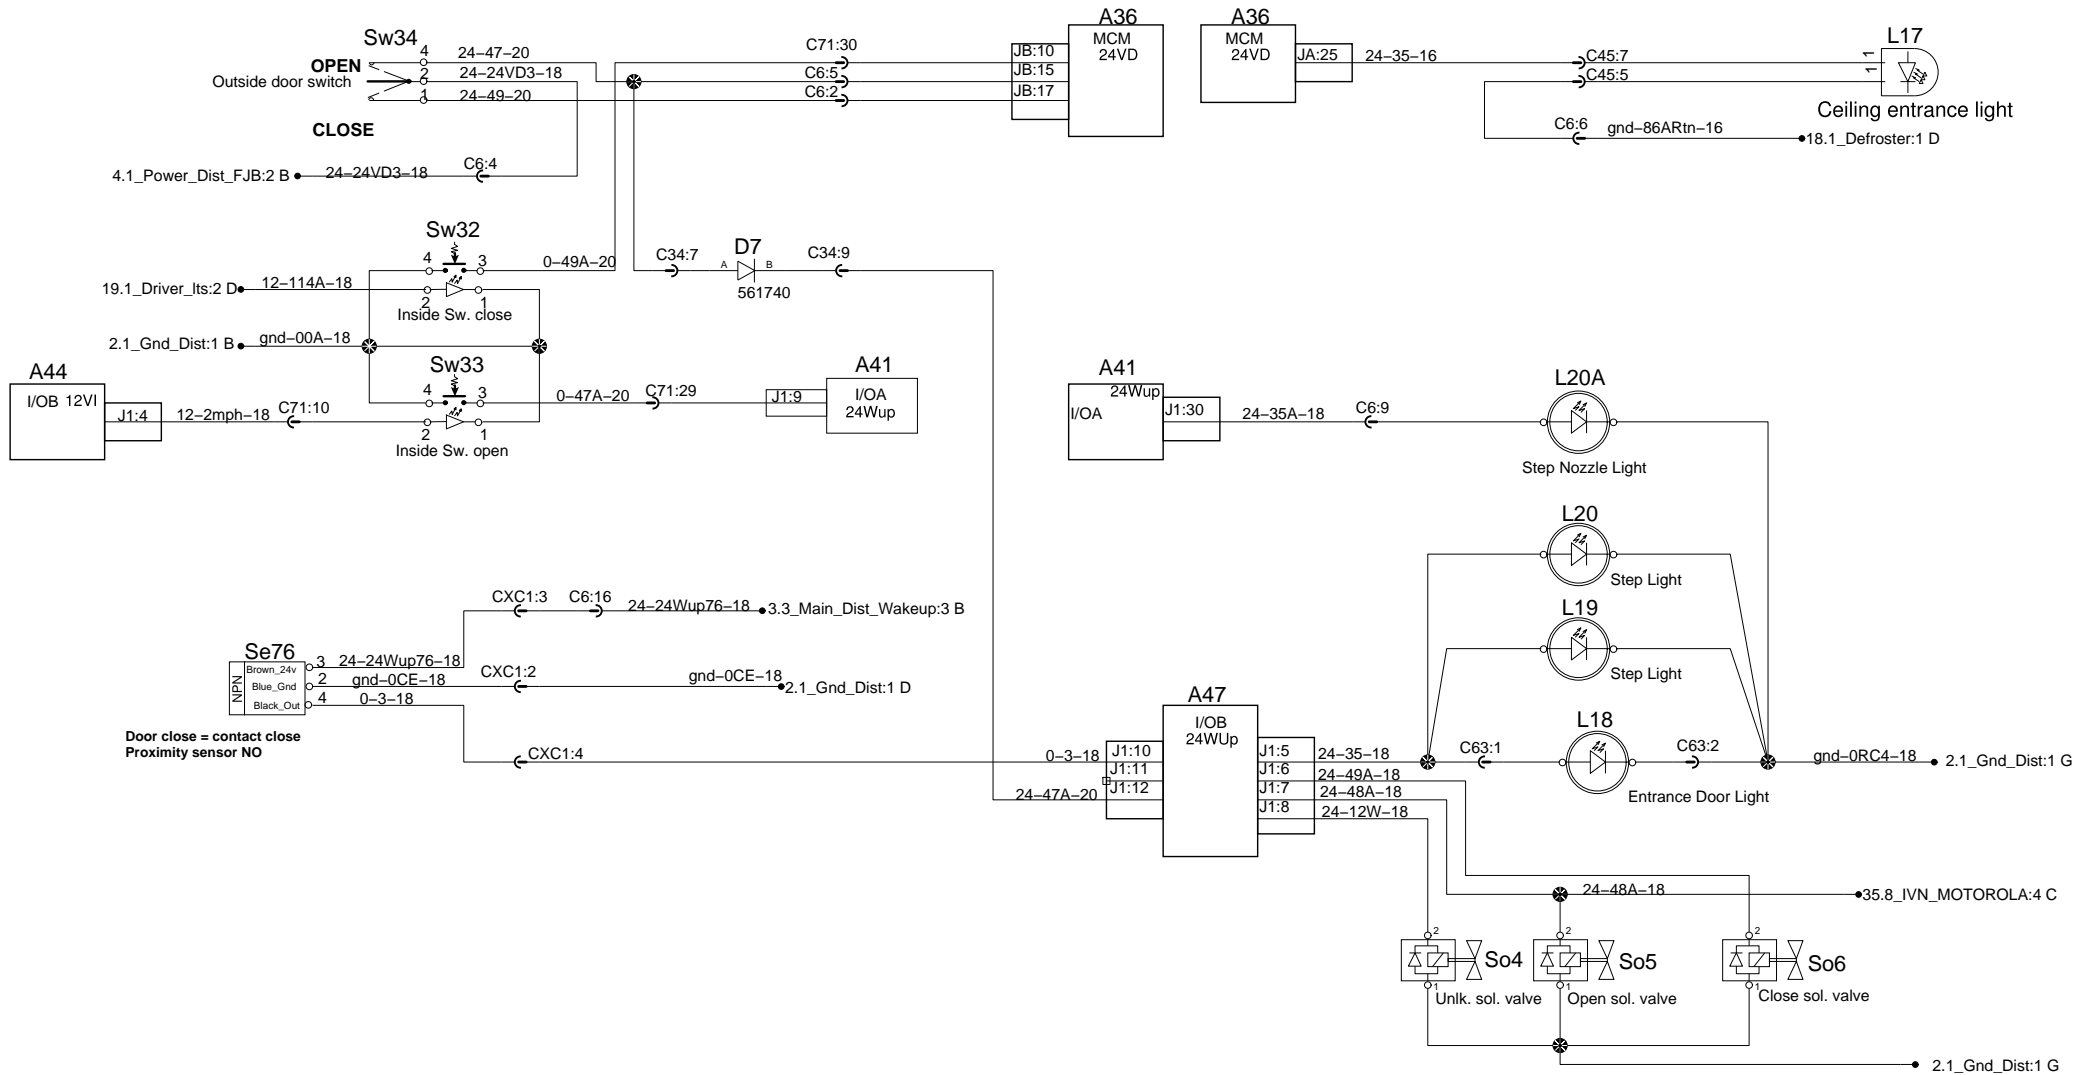 A36
MCM
24VD
JB:10
JB:15
JB:17
A36
MCM
24VD
JA:25
24-35-16
C45:7
C45:5
1
1
L17
Ceiling entrance light
C6:6
gnd-86ARtn-16
18.1_Defroster:1 D
Sw34
OPEN
Outside door switch
CLOSE
4
2
1
24-47-20
24-24VD3-18
24-49-20
C71:30
C6:5
C6:2
4.1_Power_Dist_FJB:2 B
24-24VD3-18
C6:4
Sw32
4
3
2
1
0-49A-20
Inside Sw. close
19.1_Driver_lts:2 D
12-114A-18
2.1_Gnd_Dist:1 B
gnd-00A-18
C34:7
D7
A
B
561740
C34:9
A44
I/OB 12VI
J1:4
12-2mph-18
C71:10
Sw33
4
3
2
1
Inside Sw. open
0-47A-20
C71:29
J1:9
A41
I/OA
24Wup
A41
24Wup
I/OA
J1:30
24-35A-18
C6:9
L20A
Step Nozzle Light
L20
Step Light
L19
Step Light
L18
C63:1
C63:2
Entrance Door Light
gnd-0RC4-18
2.1_Gnd_Dist:1 G
CXC1:3
C6:16
24-24Wup76-18
3.3_Main_Dist_Wakeup:3 B
Se76
NPN
Brown_24v
Blue_Gnd
Black_Out
3
2
4
24-24Wup76-18
gnd-0CE-18
0-3-18
CXC1:2
gnd-0CE-18
2.1_Gnd_Dist:1 D
Door close = contact close
Proximity sensor NO
CXC1:4
0-3-18
24-47A-20
A47
I/OB
24WUp
J1:10
J1:11
J1:12
J1:5
J1:6
J1:7
J1:8
24-35-18
24-49A-18
24-48A-18
24-12W-18
24-48A-18
35.8_IVN_MOTOROLA:4 C
2
So4
1
Unlk. sol. valve
2
So5
1
Open sol. valve
2
So6
1
Close sol. valve
2.1_Gnd_Dist:1 G